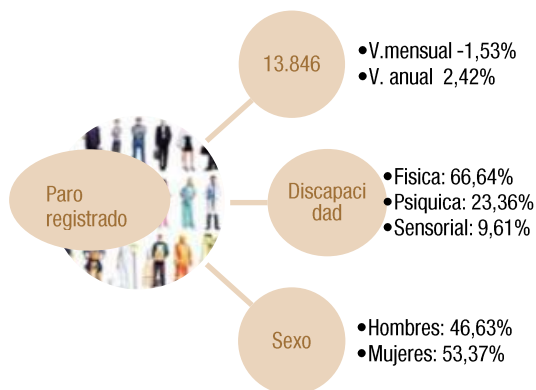 13.846
•V.mensual -1,53%
•V. anual 2,42%
Paro
registrado
Discapaci
dad
•Fisica: 66,64%
•Psiquica: 23,36%
•Sensorial: 9,61%
Sexo
•Hombres: 46,63%
•Mujeres: 53,37%